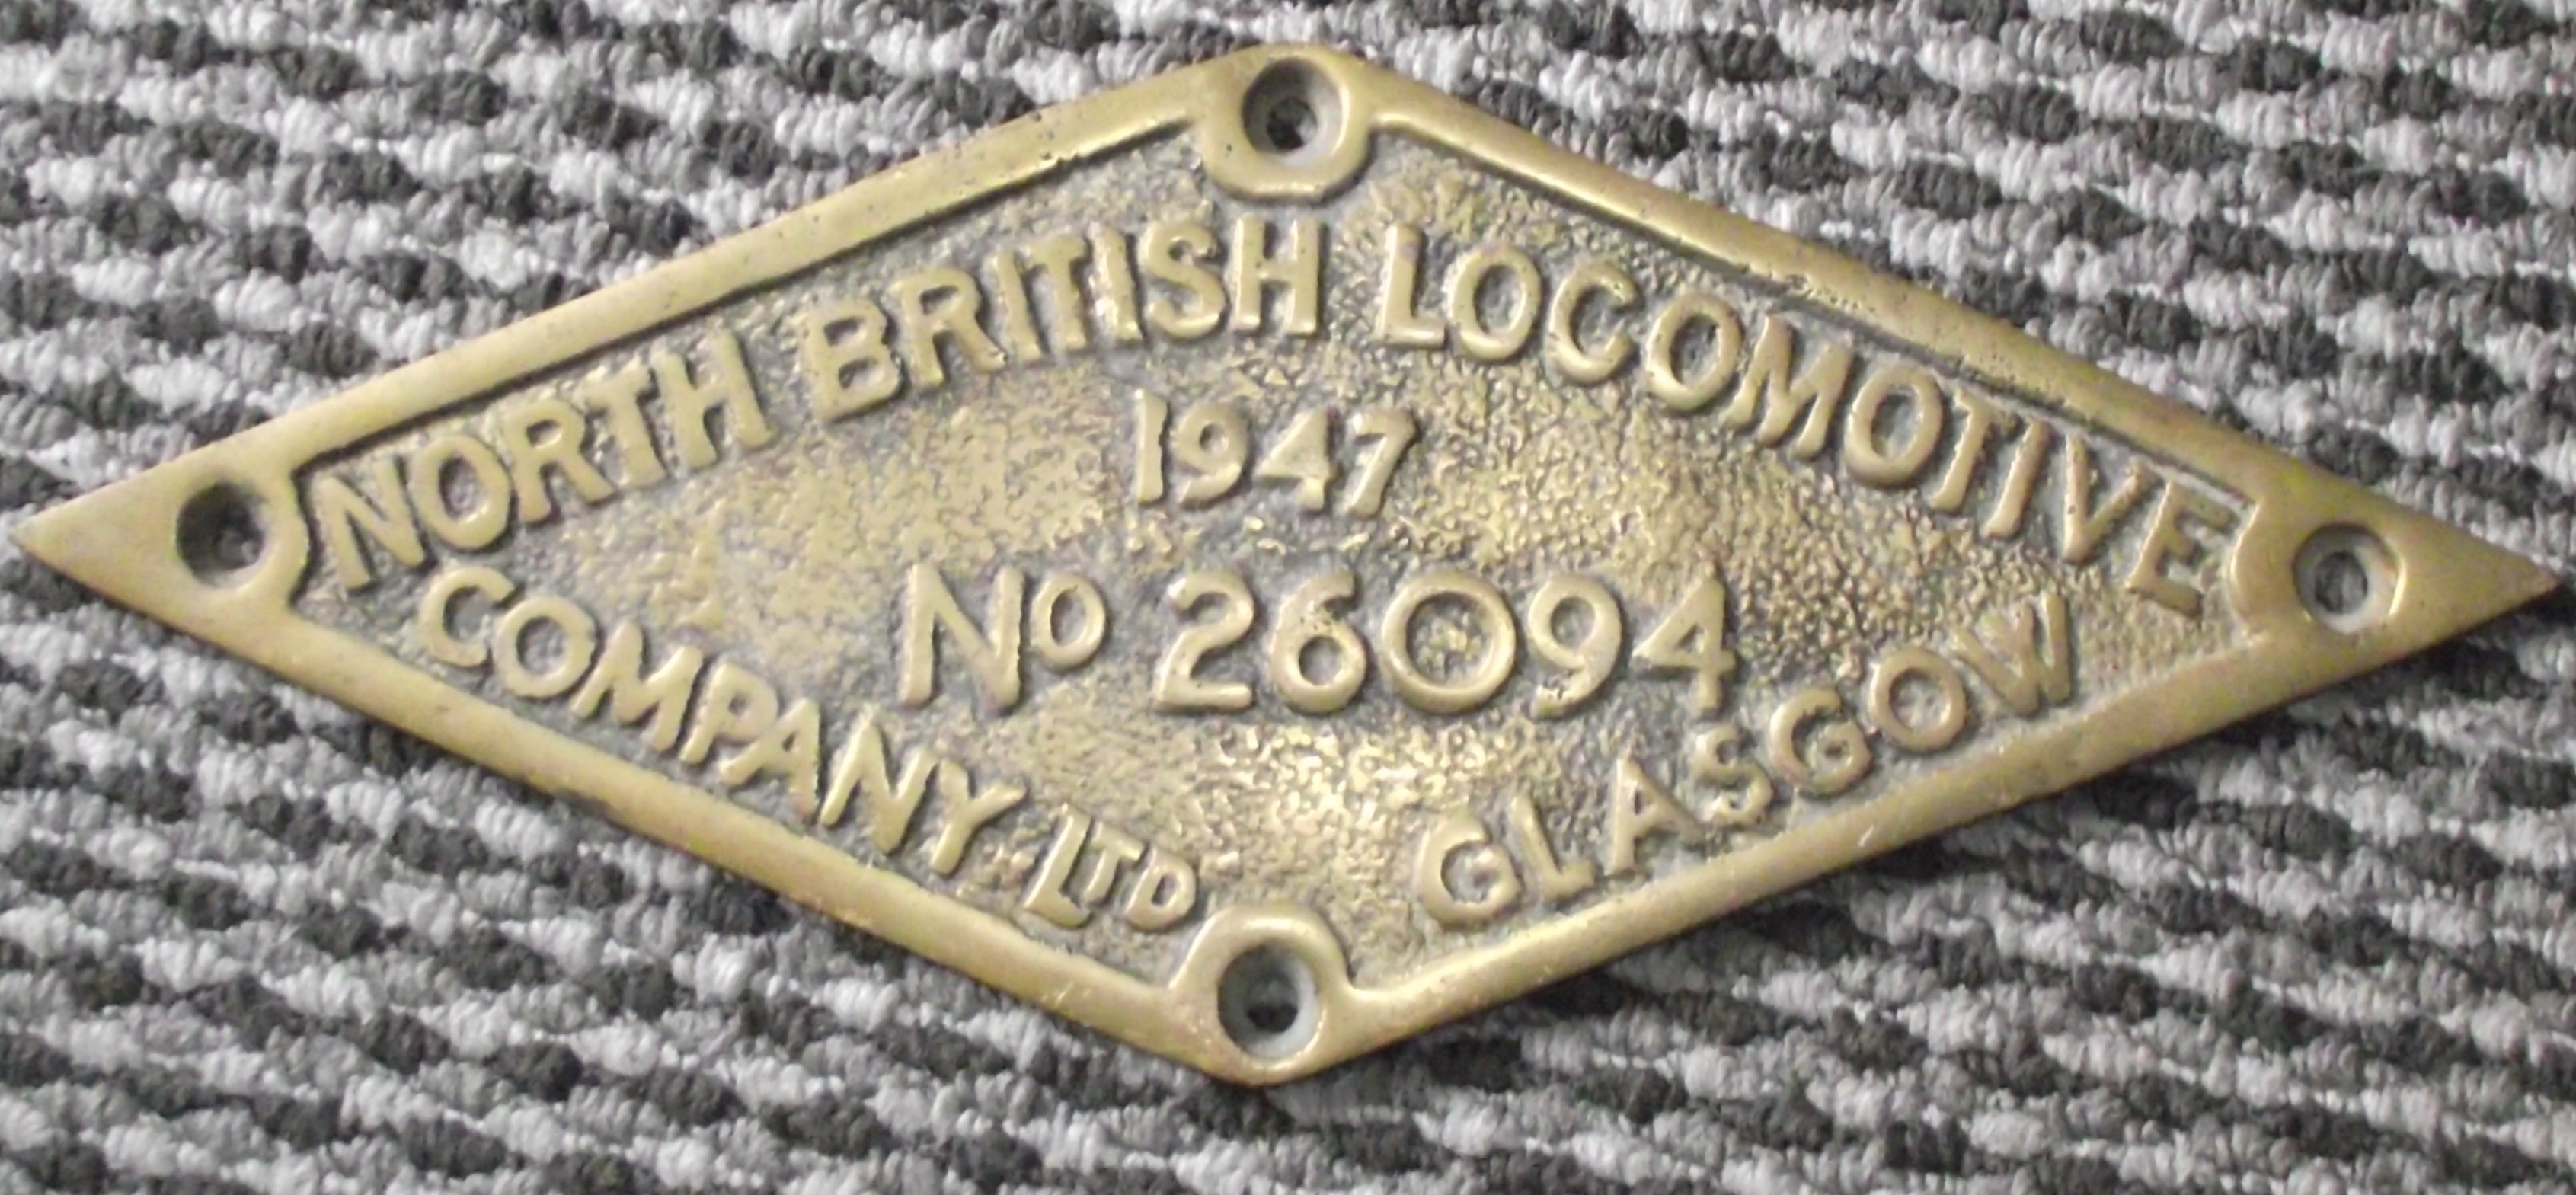 NORTH BRITISH LOCOMOTIVE
1947
No 26094
COMPANY LTD GLASGOW